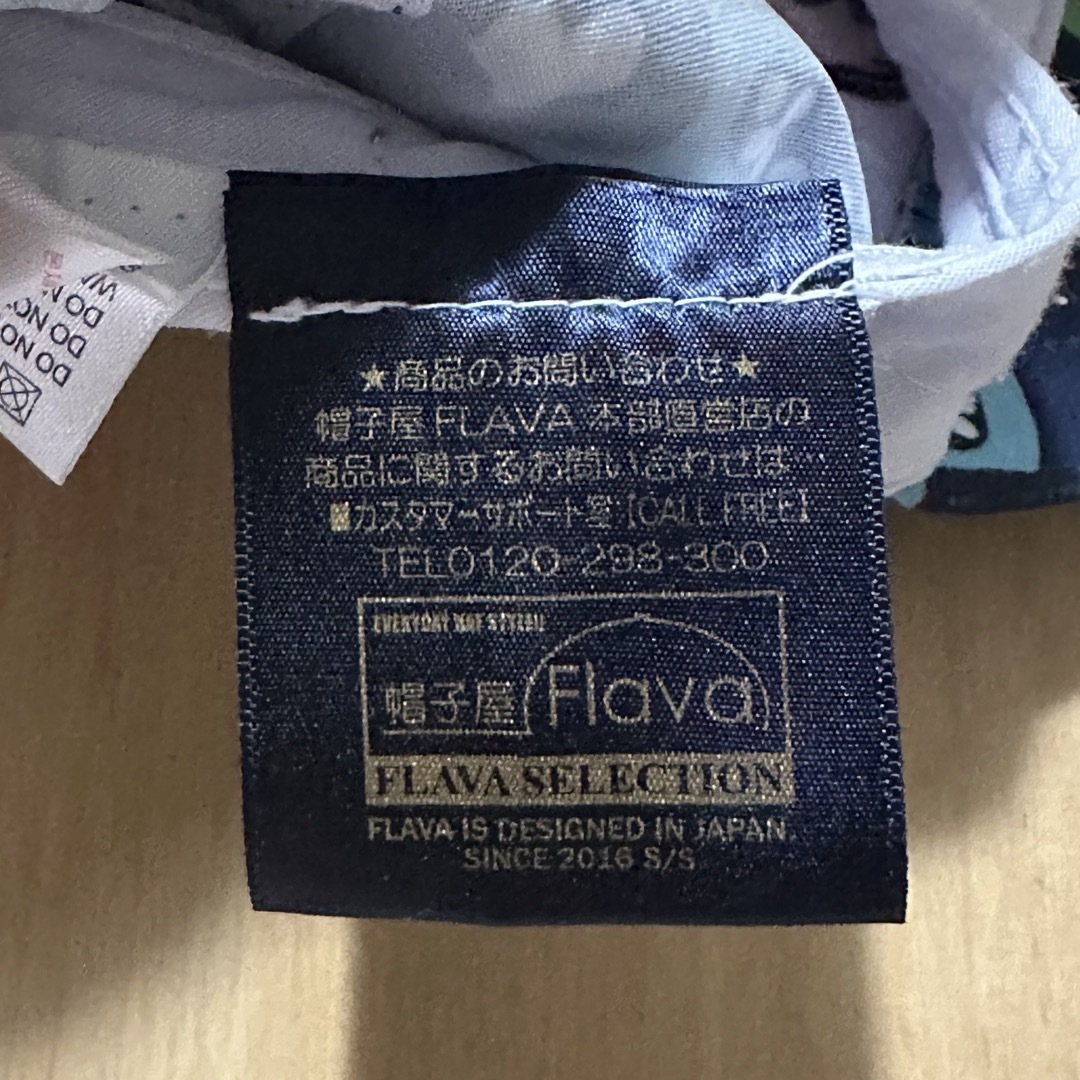 ★商品のお問い合わせ★
帽子屋 FLAVA 本部直営店の
商品に関するお問い合わせは
■カスタマーサポート窓【CALL FREE】
TEL0120-298-300
EVERYDAY HAT STYLE!!
帽子屋 Flava
FLAVA SELECTION
FLAVA IS DESIGNED IN JAPAN.
SINCE 2016 S/S
DO NO
DO NO
DO N